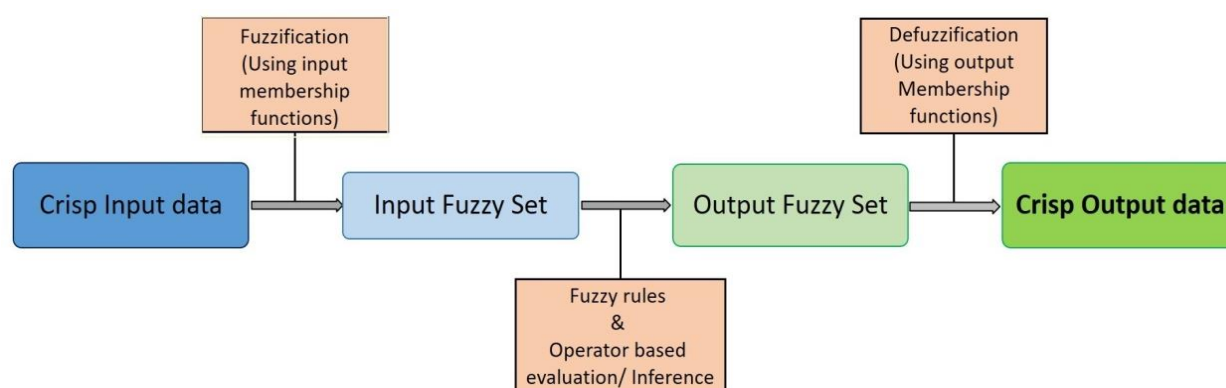 Fuzzification
(Using input
membership
functions)
Defuzzification
(Using output
Membership
functions)
Crisp Input data
Input Fuzzy Set
Output Fuzzy Set
Crisp Output data
Fuzzy rules
&
Operator based
evaluation/ Inference